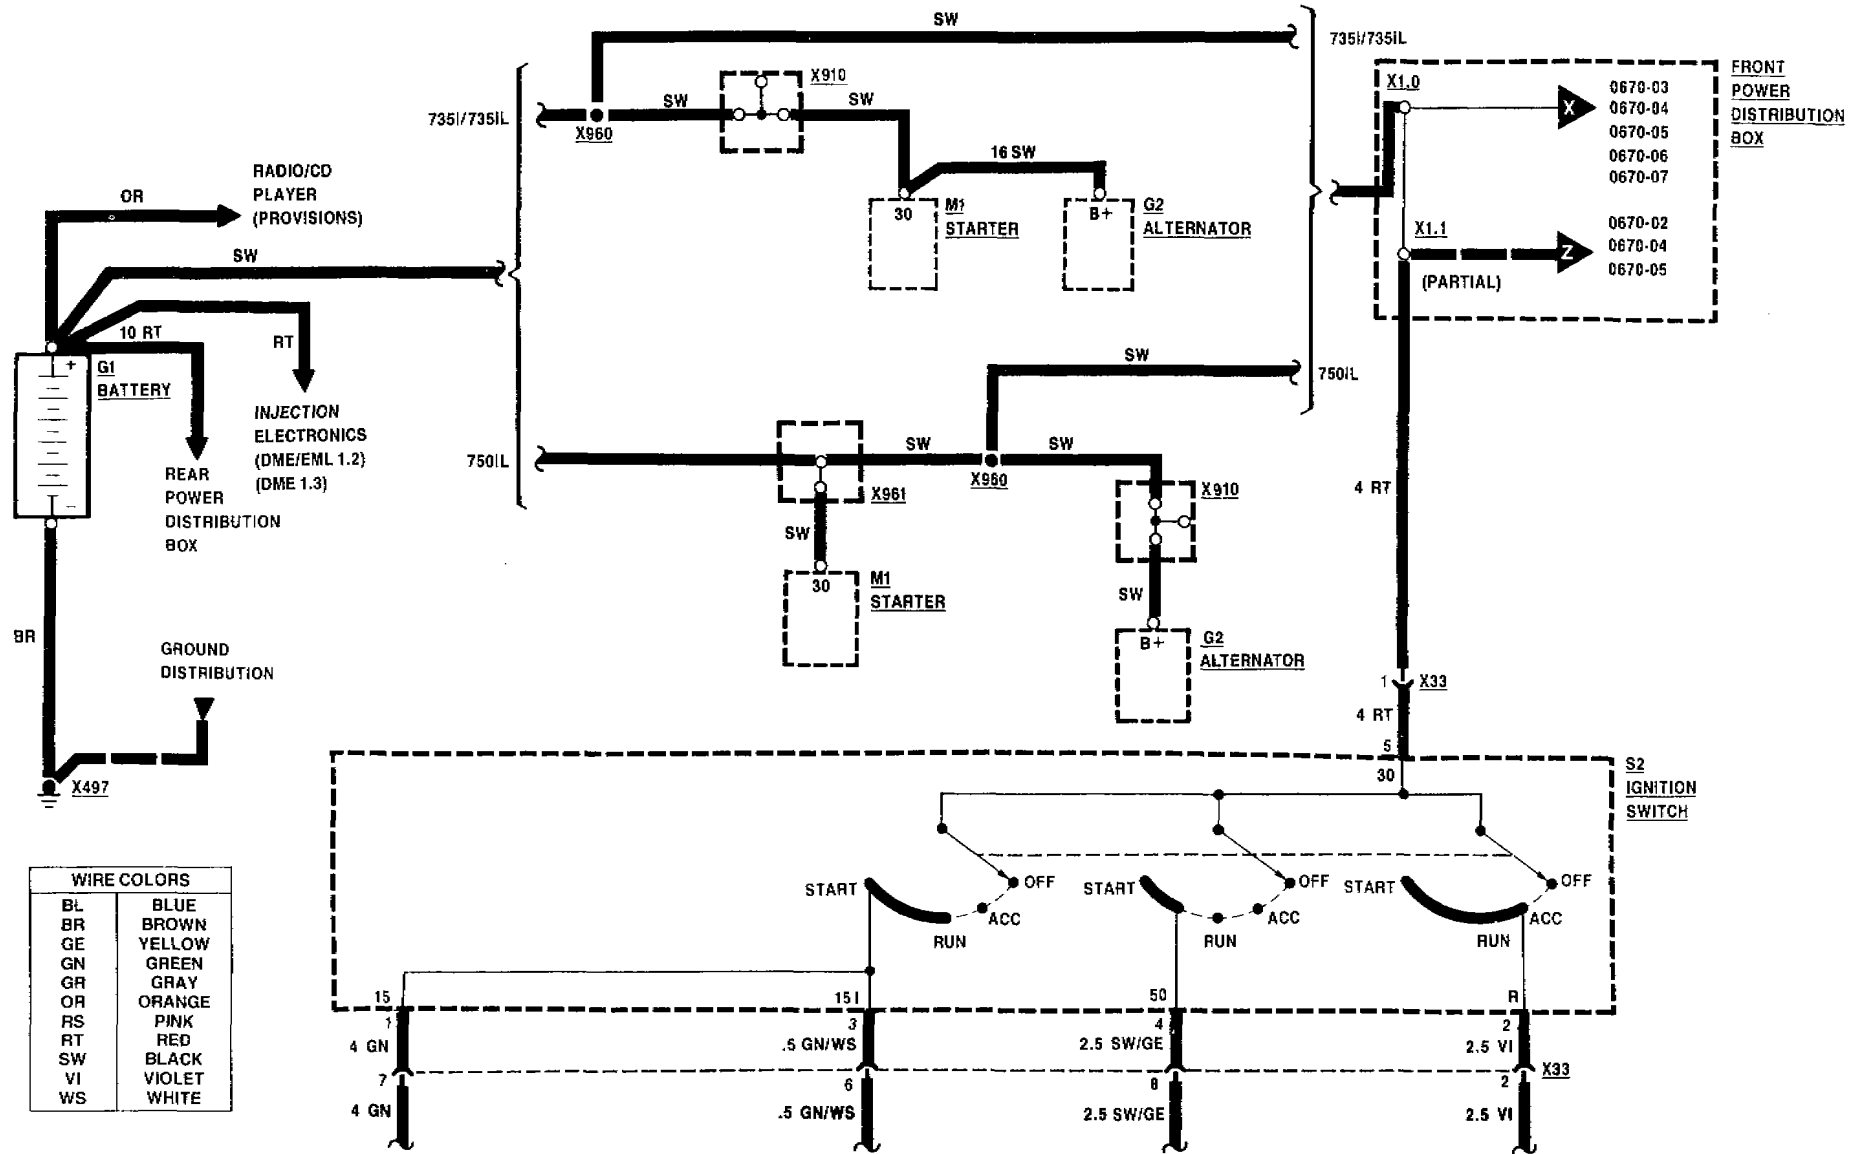 SW
735I/735IL
X910
SW
SW
735I/735IL
X960
16 SW
30
M1
STARTER
B+
G2
ALTERNATOR
X1.0
X
0670-03
0670-04
0670-05
0670-06
0670-07
FRONT
POWER
DISTRIBUTION
BOX
X1.1
Z
0670-02
0670-04
0670-05
(PARTIAL)
RADIO/CD
PLAYER
(PROVISIONS)
OR
SW
10 RT
RT
+
-
G1
BATTERY
INJECTION
ELECTRONICS
(DME/EML 1.2)
(DME 1.3)
REAR
POWER
DISTRIBUTION
BOX
SW
750IL
750IL
SW
SW
X961
X960
X910
SW
30
M1
STARTER
SW
B+
G2
ALTERNATOR
4 RT
1
X33
4 RT
BR
GROUND
DISTRIBUTION
X497
5
30
S2
IGNITION
SWITCH
START
OFF
ACC
RUN
START
OFF
ACC
RUN
START
OFF
ACC
RUN
15
15I
50
R
1
3
4
2
4 GN
.5 GN/WS
2.5 SW/GE
2.5 VI
7
6
8
2
X33
4 GN
.5 GN/WS
2.5 SW/GE
2.5 VI
WIRE COLORS
BL BLUE
BR BROWN
GE YELLOW
GN GREEN
GR GRAY
OR ORANGE
RS PINK
RT RED
SW BLACK
VI VIOLET
WS WHITE